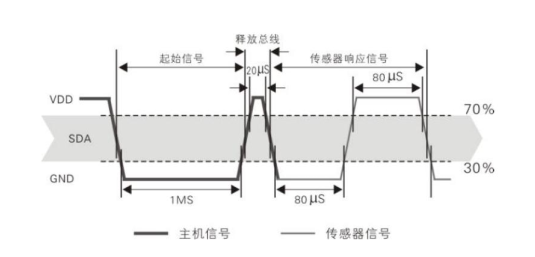 释放总线
起始信号
传感器响应信号
20μS
80μS
VDD
70%
SDA
30%
GND
1MS
80μS
主机信号
传感器信号